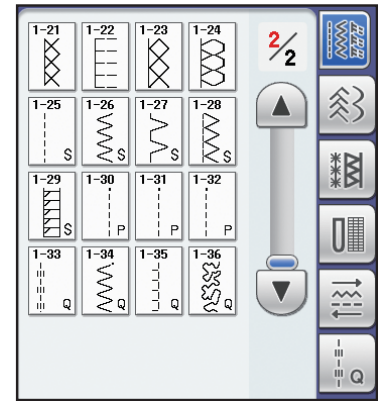 1-21 1-22 1-23 1-24
2/2
1-25 1-26 1-27 1-28
S S S S
1-29 1-30 1-31 1-32
S P P P
1-33 1-34 1-35 1-36
Q Q Q Q
Q